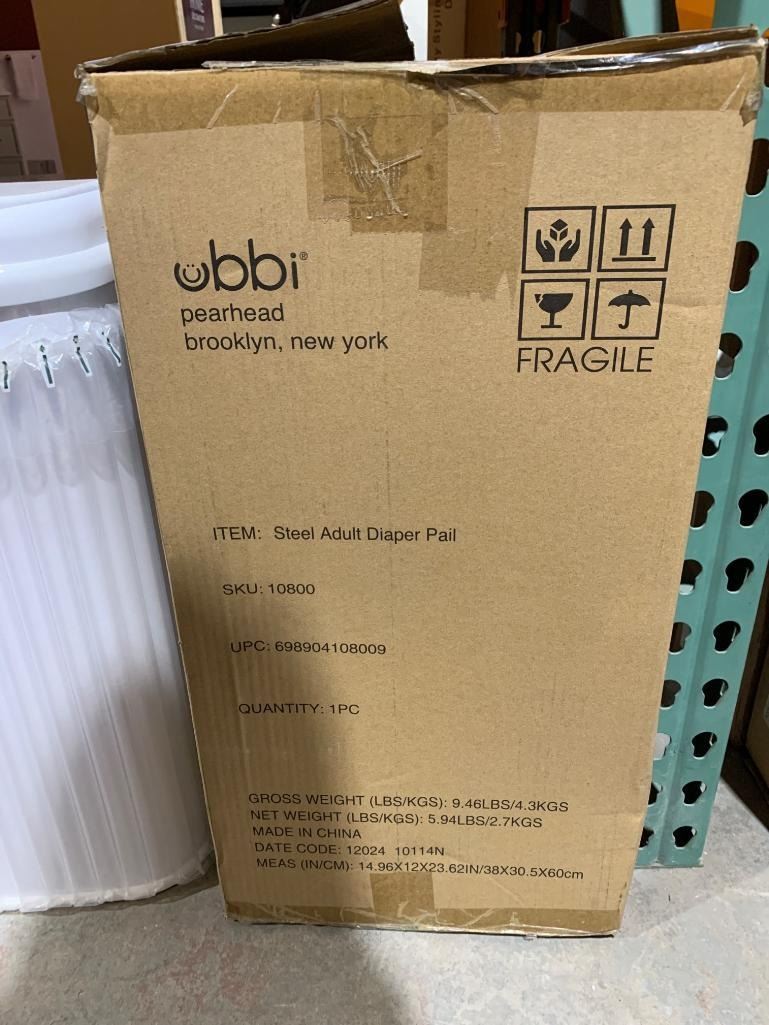 ubbi®
pearhead
brooklyn, new york
FRAGILE
ITEM: Steel Adult Diaper Pail
SKU: 10800
UPC: 698904108009
QUANTITY: 1PC
GROSS WEIGHT (LBS/KGS): 9.46LBS/4.3KGS
NET WEIGHT (LBS/KGS): 5.94LBS/2.7KGS
MADE IN CHINA
DATE CODE: 12024 10114N
MEAS (IN/CM): 14.96X12X23.62IN/38X30.5X60cm